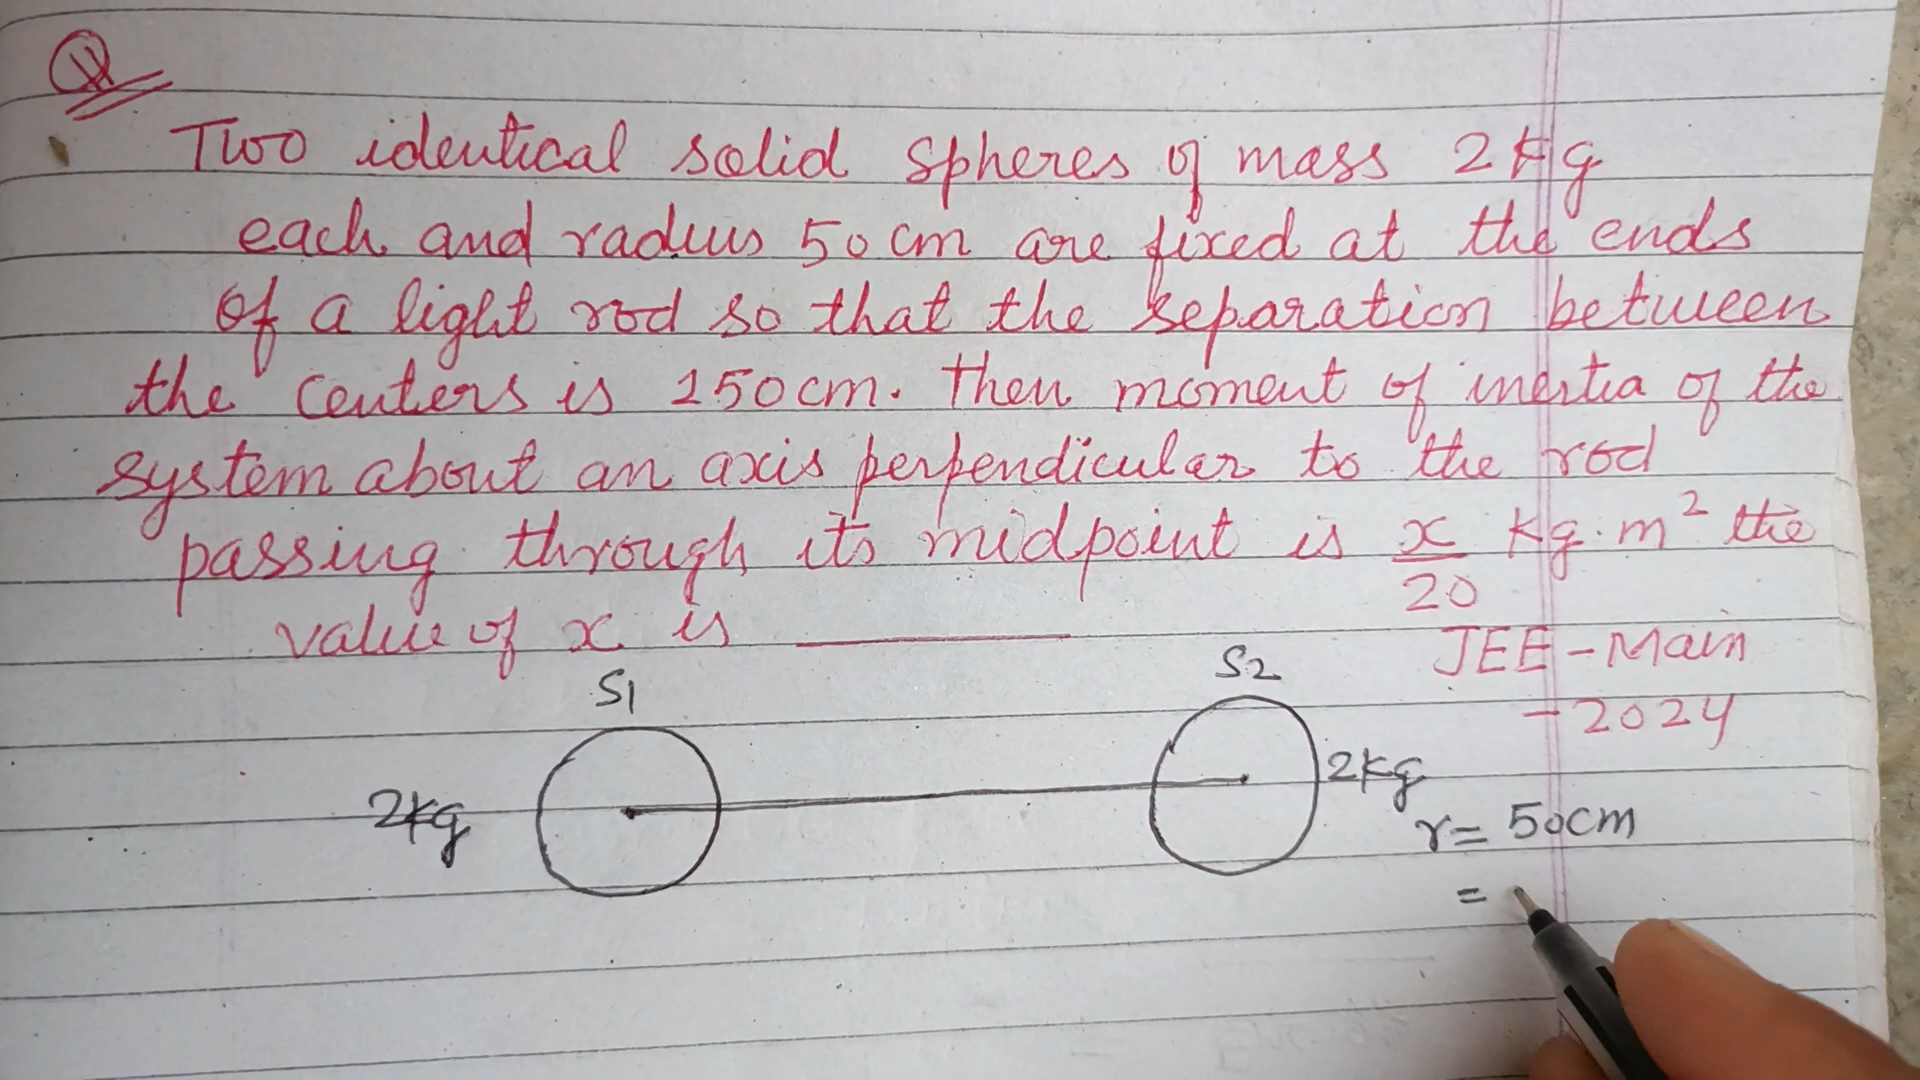 Q
Two identical solid spheres of mass 2kg
each and radius 50cm are fixed at the ends
of a light rod so that the separation between
the centers is 150cm. Then moment of inertia of the
system about an axis perpendicular to the rod
passing through its midpoint is x/20 kg.m² the
value of x is ________
JEE-Main
-2024
S1
S2
2kg
2kg
r= 50cm
=